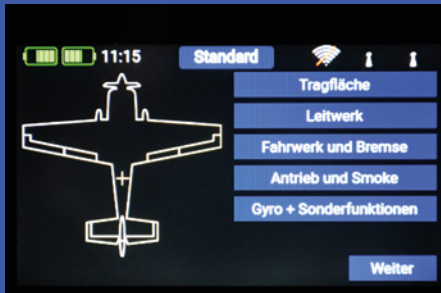 11:15 Standard
Tragfläche
Leitwerk
Fahrwerk und Bremse
Antrieb und Smoke
Gyro + Sonderfunktionen
Weiter